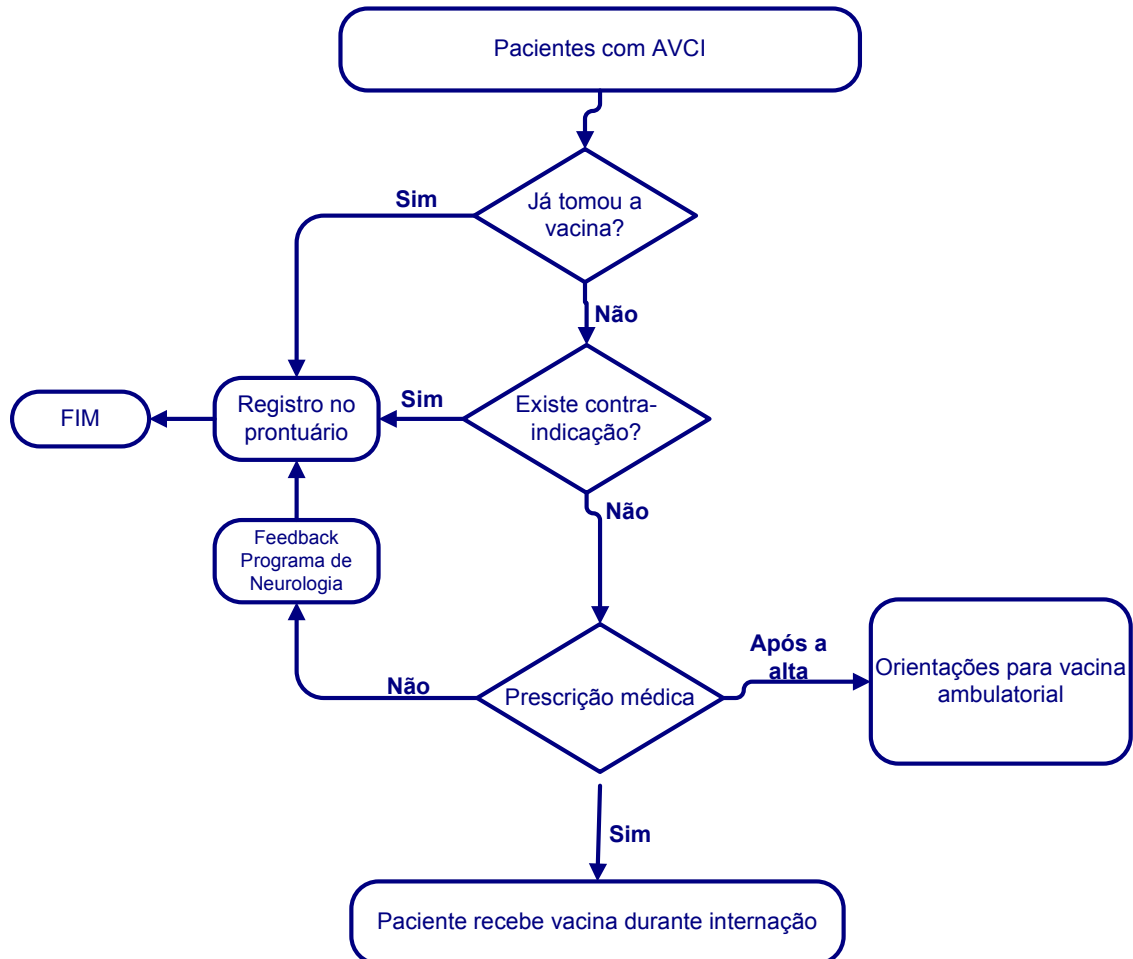 Pacientes com AVCI
Já tomou a
vacina?
Sim
Não
Existe contra-
indicação?
Sim
Registro no
prontuário
FIM
Não
Feedback
Programa de
Neurologia
Prescrição médica
Não
Após a
alta
Orientações para vacina
ambulatorial
Sim
Paciente recebe vacina durante internação